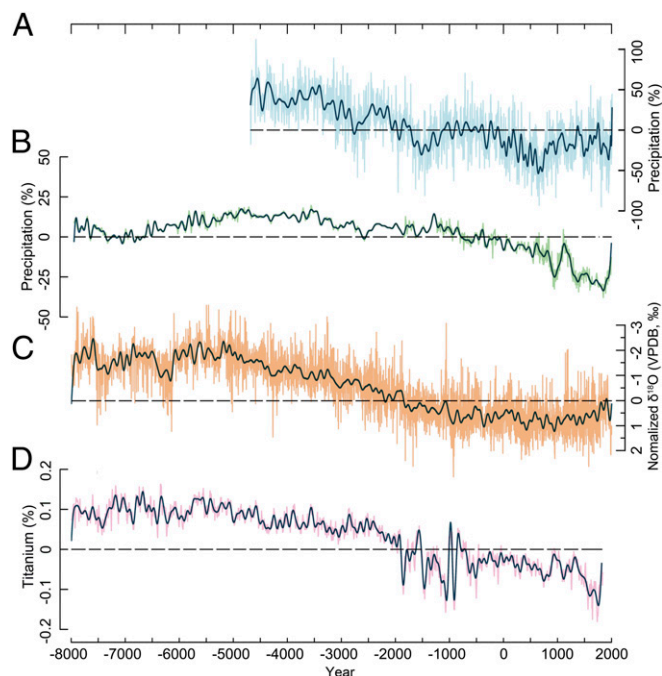 A
100
50
0
-50
-100
Precipitation (%)
B
50
25
0
25
50
Precipitation (%)
C
-3
-2
-1
0
1
2
Nomalized δ¹⁸O (VPDB, ‰)
D
0.2
0.1
0
-0.1
-0.2
Titanium (%)
-8000 -7000 -6000 -5000 -4000 -3000 -2000 -1000 0 1000 2000
Year